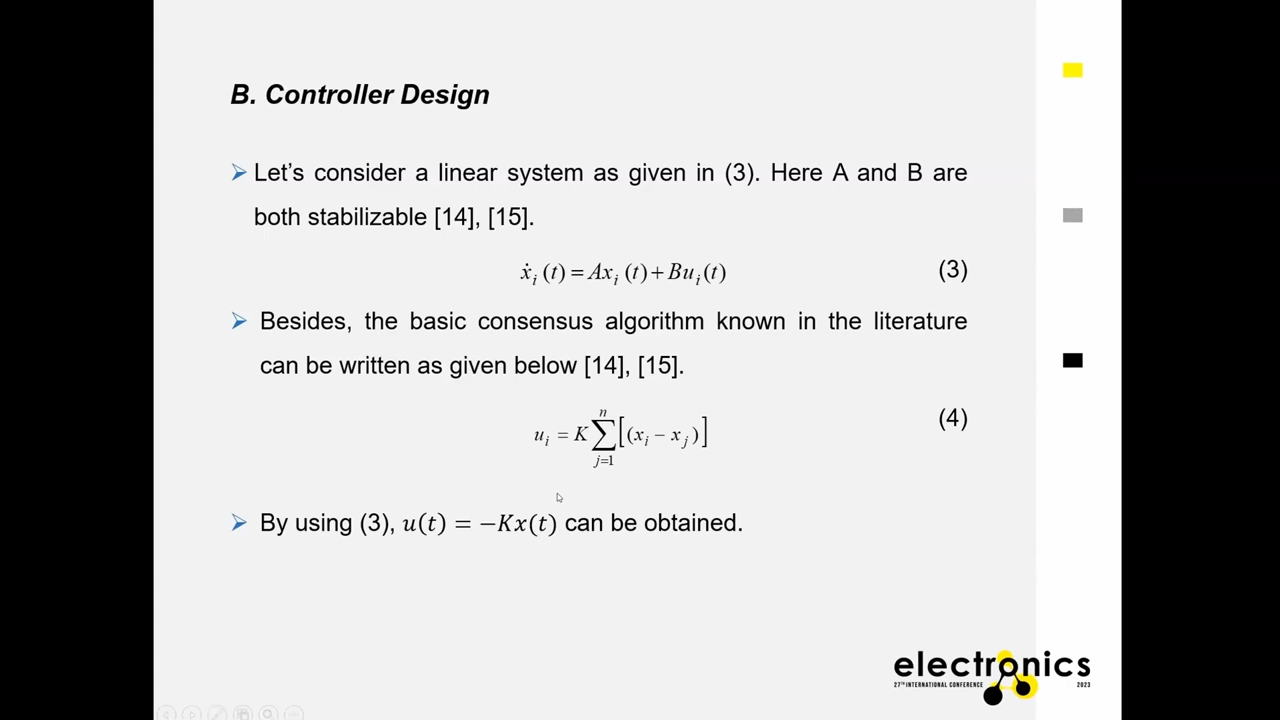 B. Controller Design
Let’s consider a linear system as given in (3). Here A and B are
both stabilizable [14], [15].
ẋᵢ(t) = Axᵢ(t) + Buᵢ(t) (3)
Besides, the basic consensus algorithm known in the literature
can be written as given below [14], [15].
uᵢ = K∑ⁿⱼ₌₁[(xᵢ − xⱼ)] (4)
By using (3), u(t) = −Kx(t) can be obtained.
electronics
27TH INTERNATIONAL CONFERENCE 2023